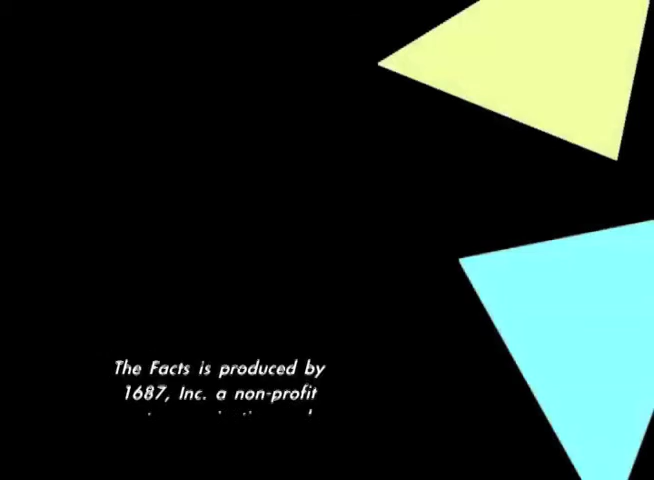 The Facts is produced by
1687, Inc. a non-profit